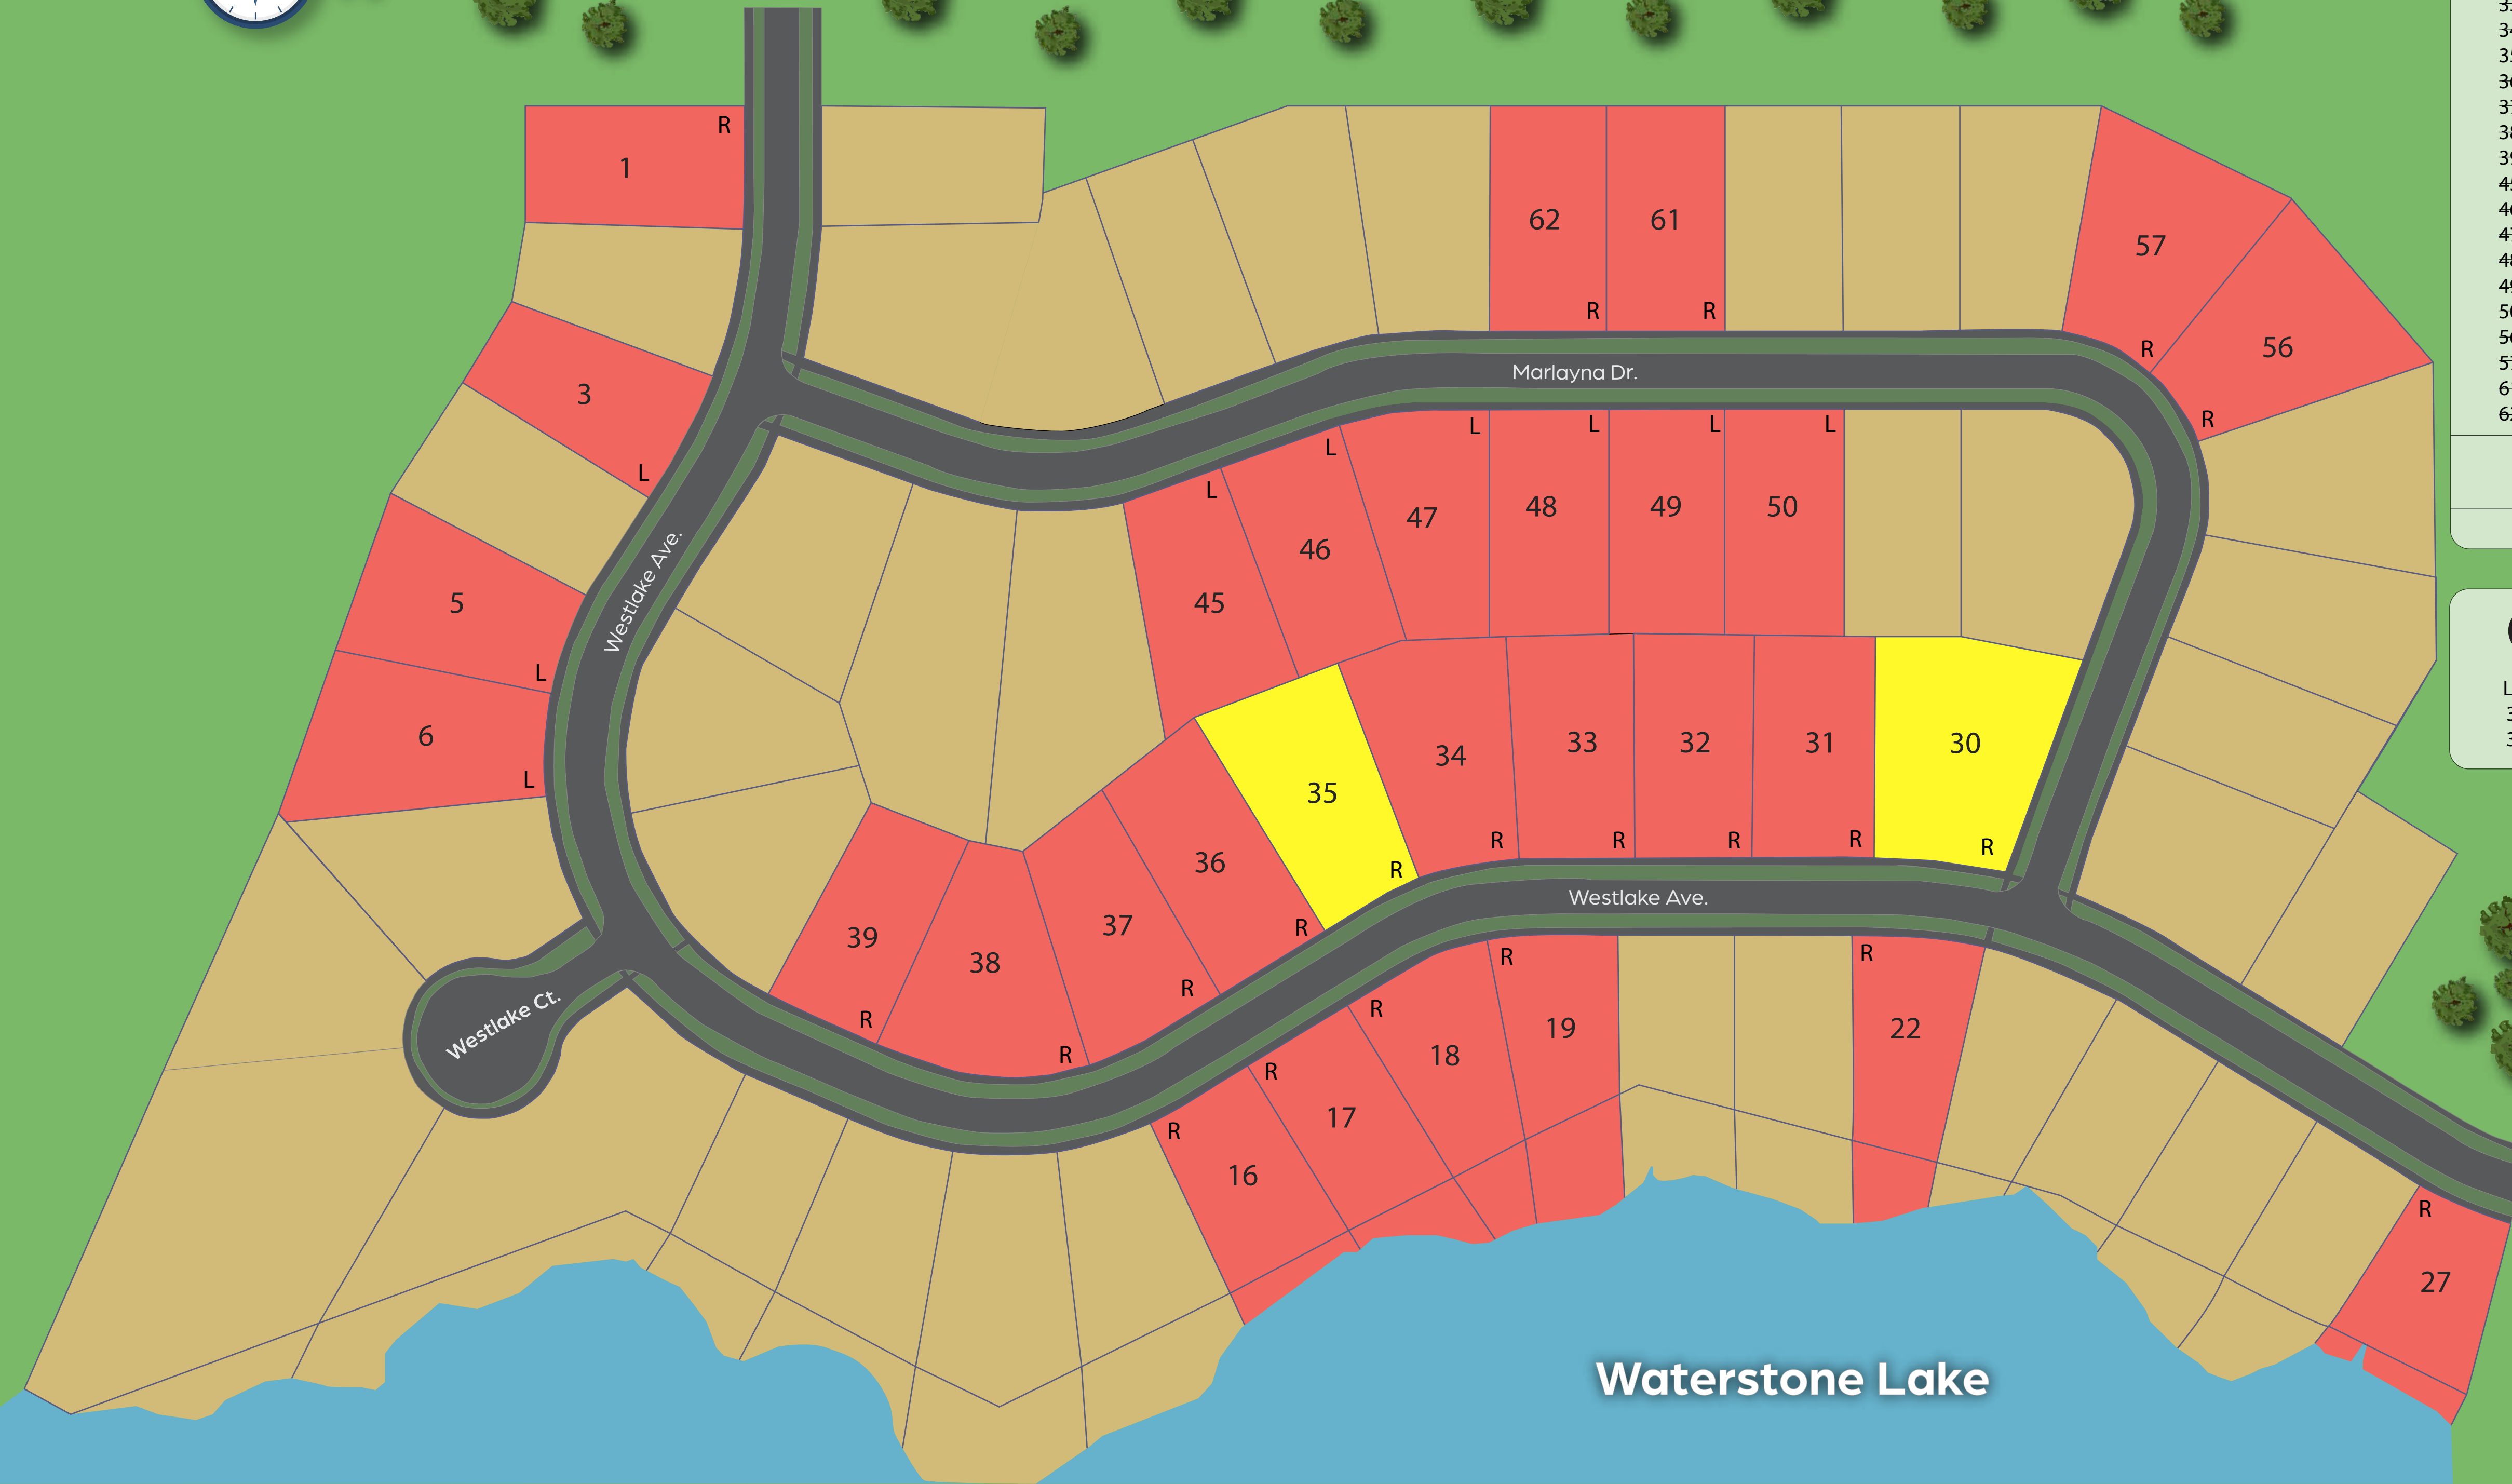 R
1
62
61
57
R
R
R
56
3
R
L
Marlayna Dr.
L
L
L
L
L
L
47
48
49
50
46
45
Westlake Ave.
5
L
6
L
30
33
32
31
34
35
36
R
R
R
R
R
R
R
Westlake Ave.
37
39
38
R
R
R
R
R
R
19
22
18
R
R
17
R
16
Westlake Ct.
R
27
Waterstone Lake